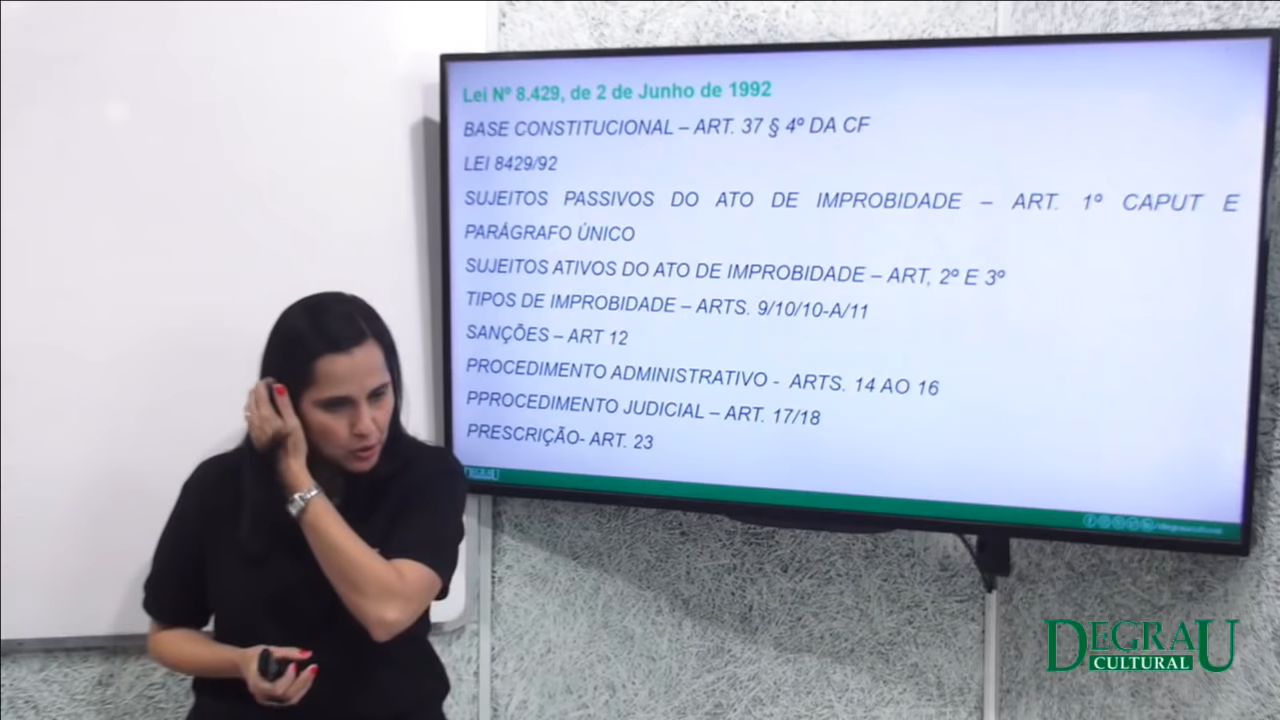 Lei Nº 8.429, de 2 de Junho de 1992
BASE CONSTITUCIONAL – ART. 37 § 4º DA CF
LEI 8429/92
SUJEITOS PASSIVOS DO ATO DE IMPROBIDADE – ART. 1º CAPUT E
PARÁGRAFO ÚNICO
SUJEITOS ATIVOS DO ATO DE IMPROBIDADE – ART, 2º E 3º
TIPOS DE IMPROBIDADE – ARTS. 9/10/10-A/11
SANÇÕES – ART 12
PROCEDIMENTO ADMINISTRATIVO - ARTS. 14 AO 16
PPROCEDIMENTO JUDICIAL – ART. 17/18
PRESCRIÇÃO- ART. 23
DEGRAU
DEGRAU
CULTURAL